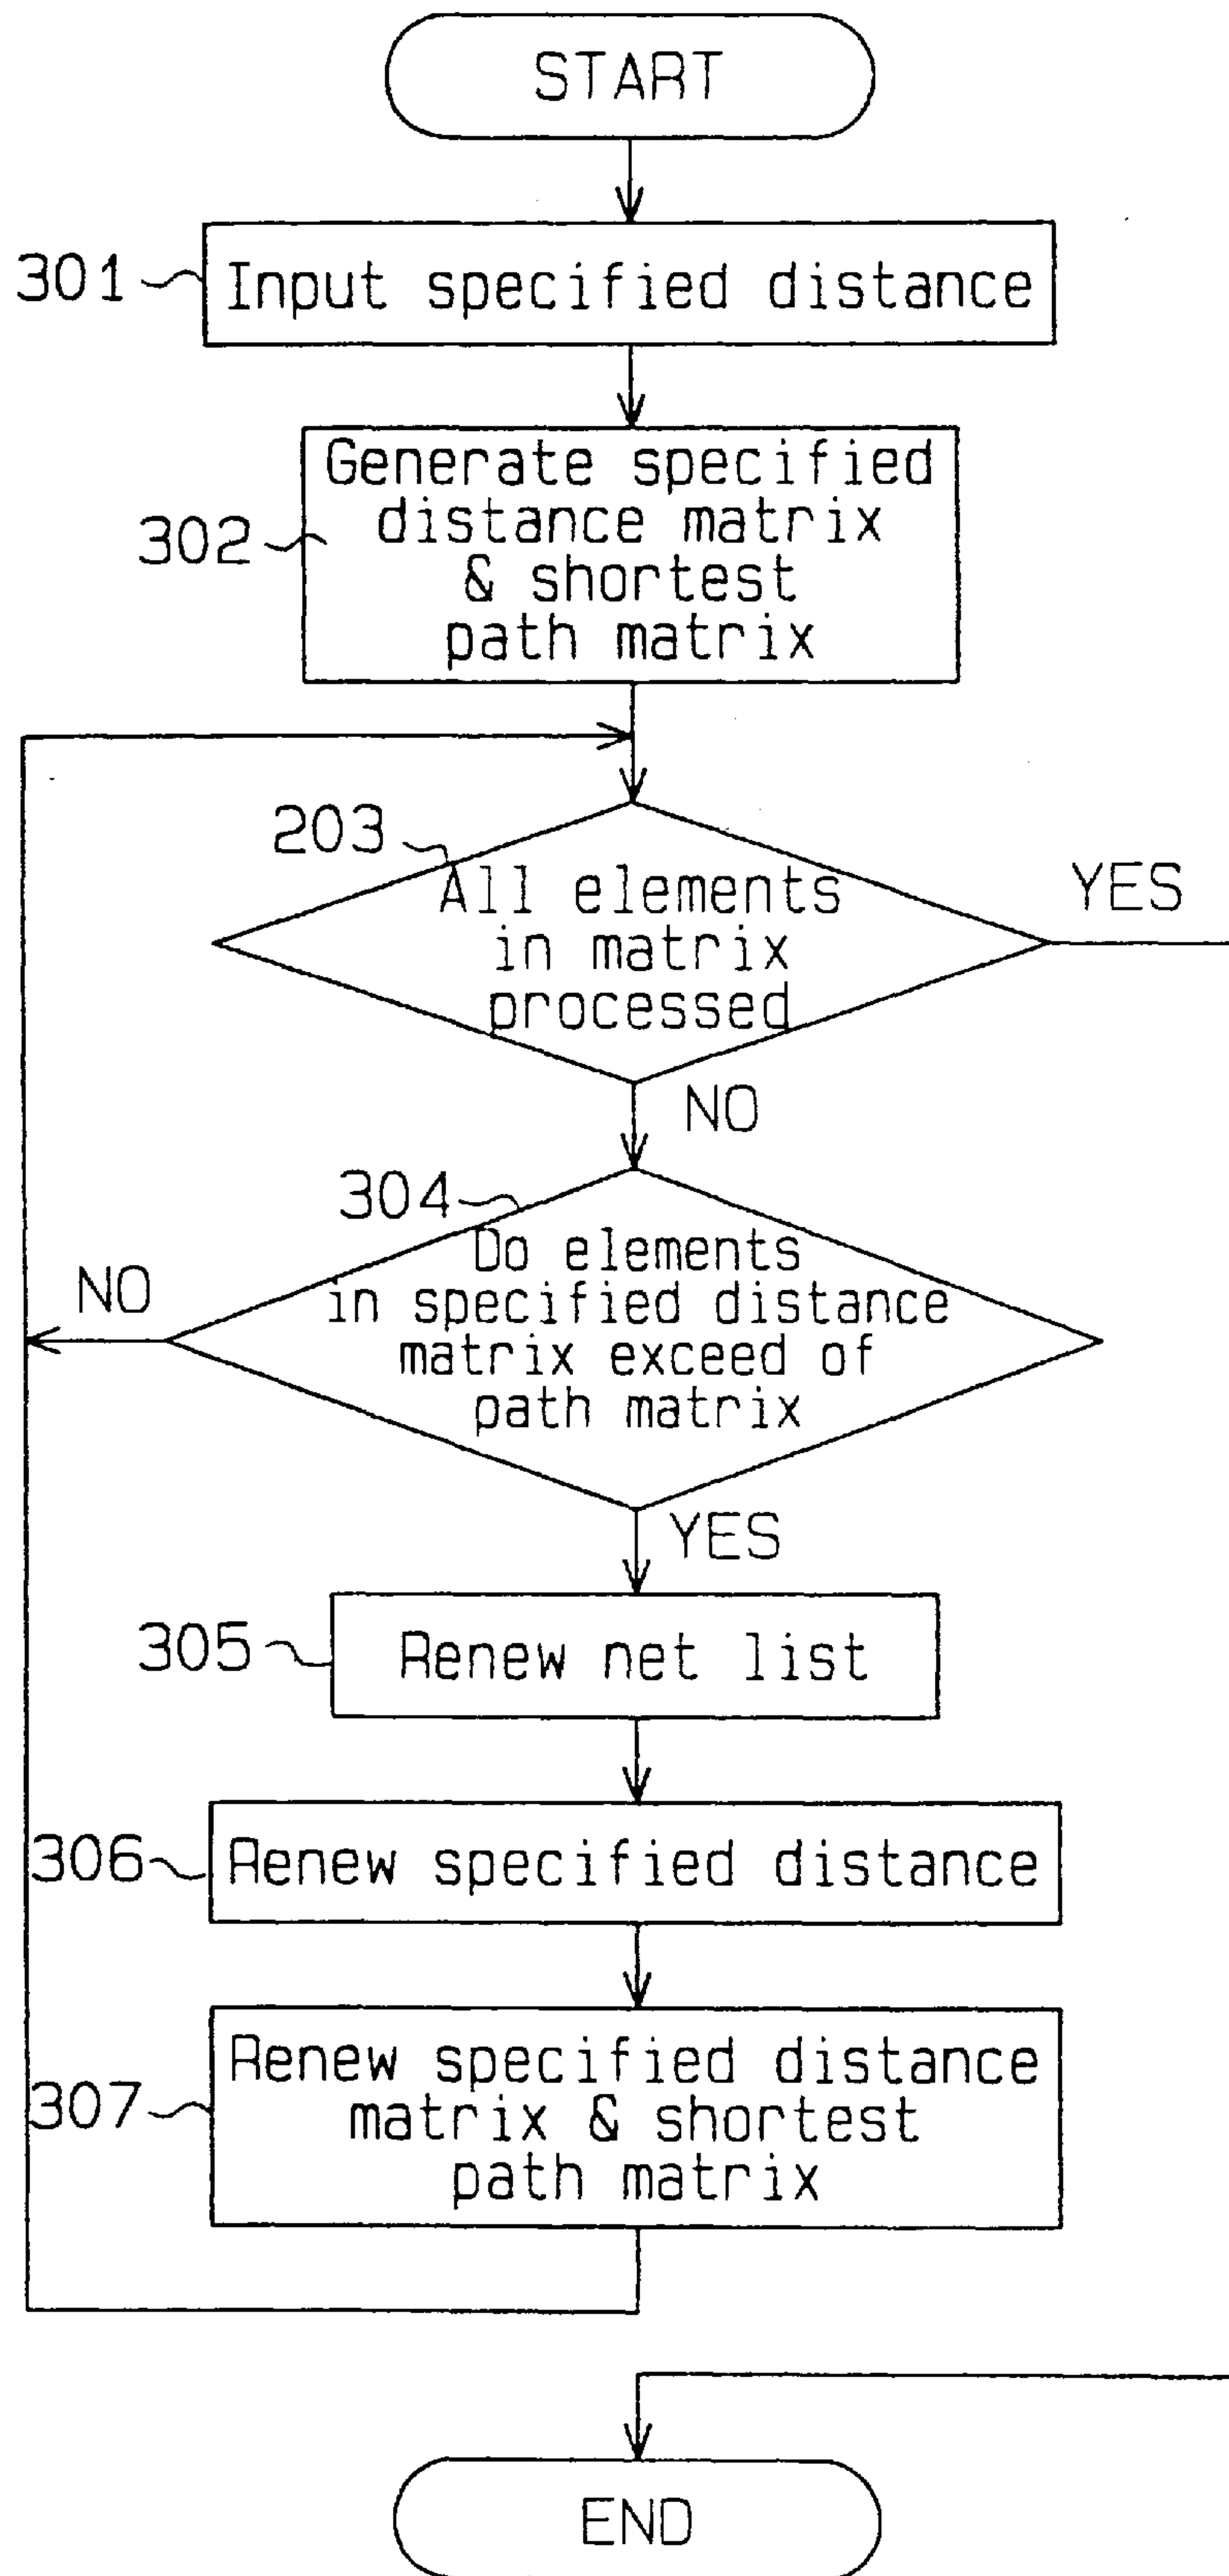 START
301
Input specified distance
302
Generate specified
distance matrix
& shortest
path matrix
203
All elements
in matrix
processed
YES
NO
304
Do elements
in specified distance
matrix exceed of
path matrix
NO
YES
305
Renew net list
306
Renew specified distance
307
Renew specified distance
matrix & shortest
path matrix
END